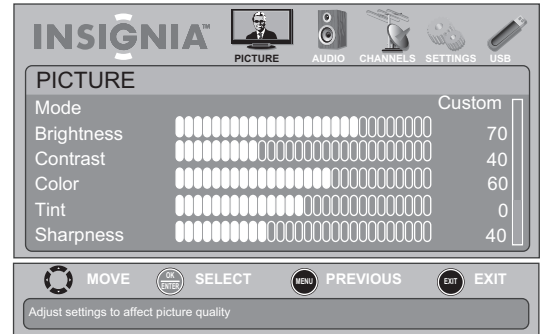 INSIGNIA™
PICTURE AUDIO CHANNELS SETTINGS USB
PICTURE
Mode Custom
Brightness 70
Contrast 40
Color 60
Tint 0
Sharpness 40
MOVE OK ENTER SELECT MENU PREVIOUS EXIT EXIT
Adjust settings to affect picture quality